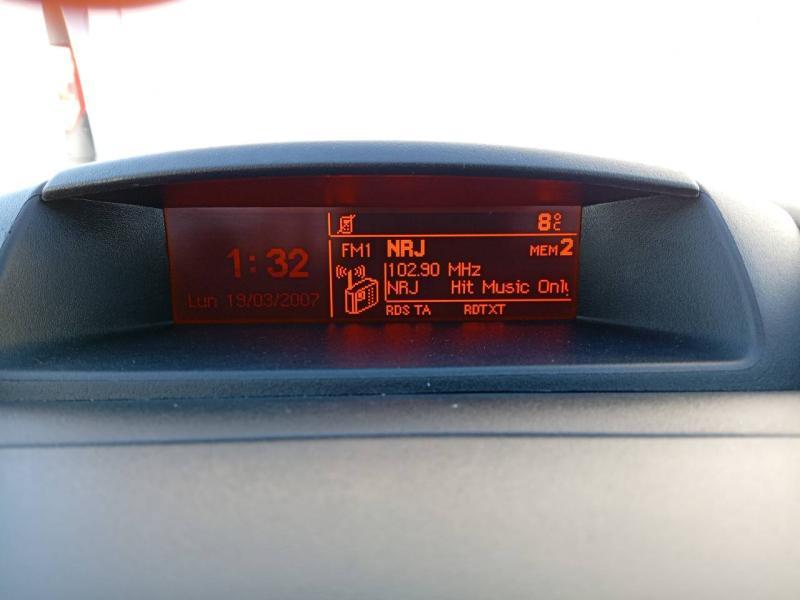 8°C
1:32
Lun 19/03/2007
FM1 NRJ MEM 2
102.90 MHz
NRJ Hit Music Only
RDS TA RDTXT